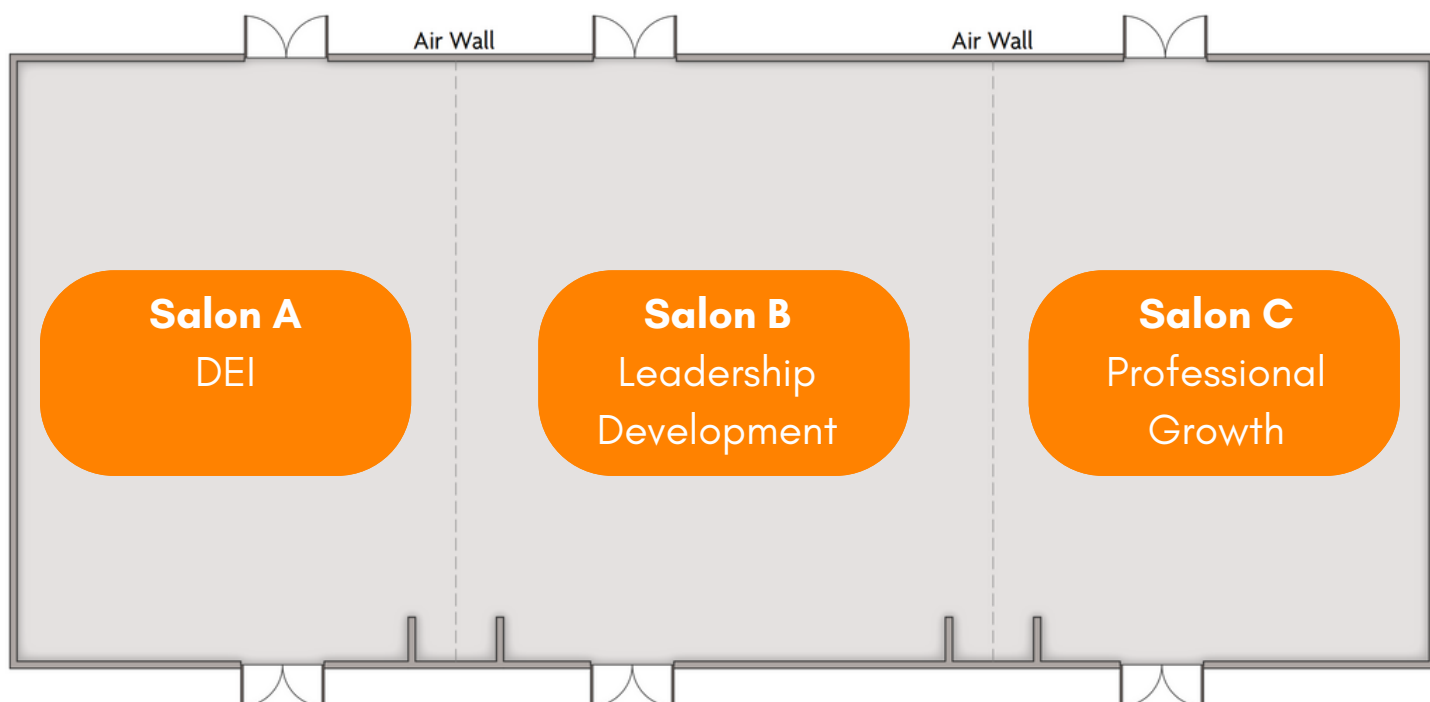 Air Wall
Air Wall
Salon A
DEI
Salon B
Leadership
Development
Salon C
Professional
Growth